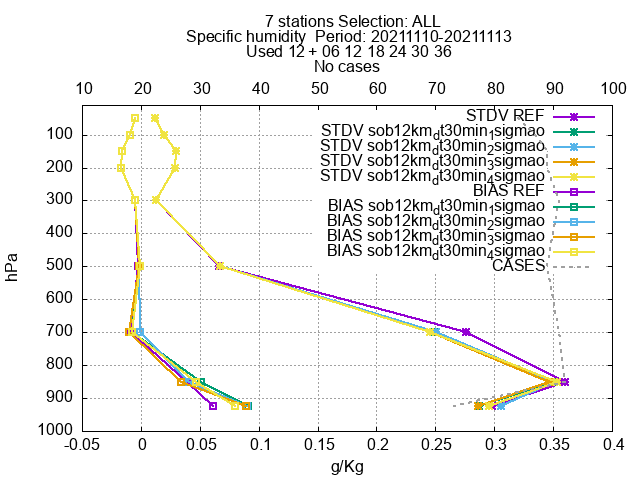 7 stations Selection: ALL
Specific humidity Period: 20211110-20211113
Used 12 + 06 12 18 24 30 36
No cases
10 20 30 40 50 60 70 80 90 100
STDV REF
STDV sob12km_dt30min_1sigmao
STDV sob12km_dt30min_2sigmao
STDV sob12km_dt30min_3sigmao
STDV sob12km_dt30min_4sigmao
BIAS REF
BIAS sob12km_dt30min_1sigmao
BIAS sob12km_dt30min_2sigmao
BIAS sob12km_dt30min_3sigmao
BIAS sob12km_dt30min_4sigmao
CASES
hPa
100
200
300
400
500
600
700
800
900
1000
-0.05 0 0.05 0.1 0.15 0.2 0.25 0.3 0.35 0.4
g/Kg